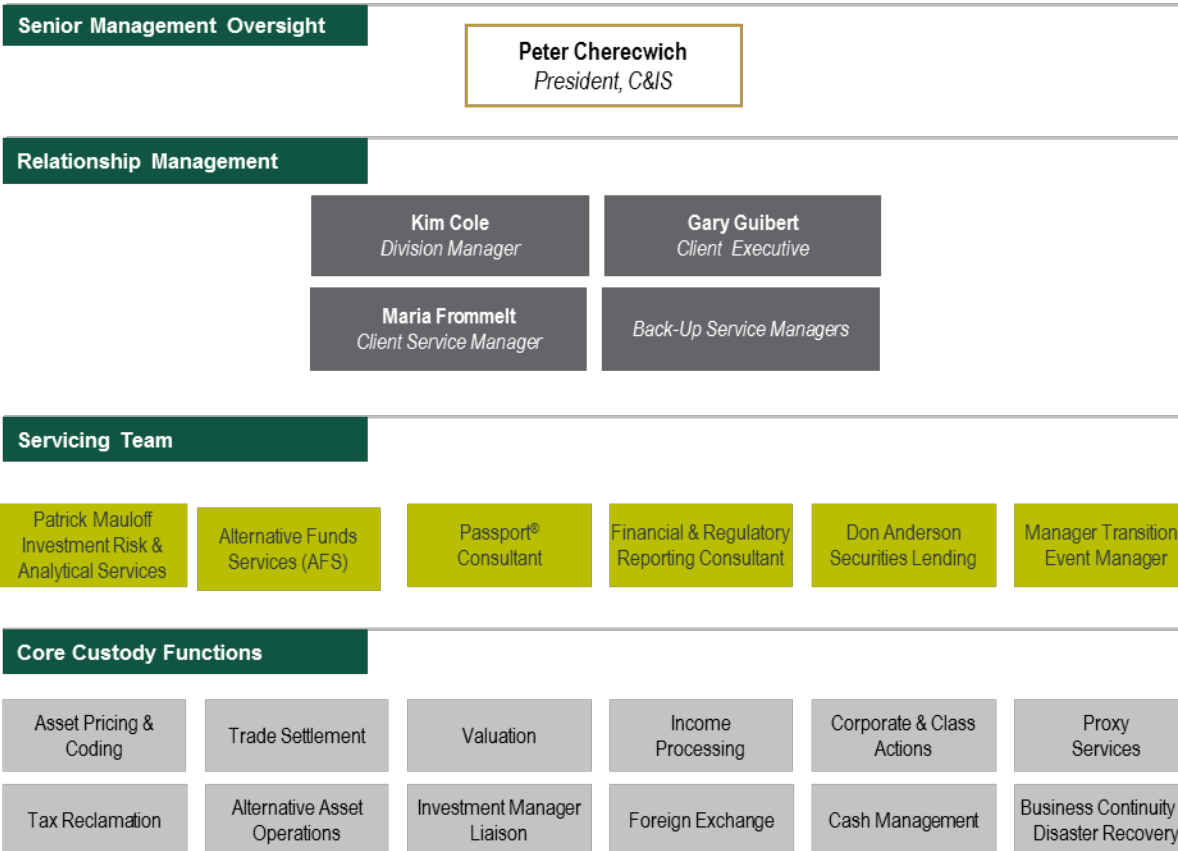 Senior Management Oversight
Peter Cherecwich
President, C&IS
Relationship Management
Kim Cole
Division Manager
Gary Guibert
Client Executive
Maria Frommelt
Client Service Manager
Back-Up Service Managers
Servicing Team
Patrick Mauloff
Investment Risk &
Analytical Services
Alternative Funds
Services (AFS)
Passport®
Consultant
Financial & Regulatory
Reporting Consultant
Don Anderson
Securities Lending
Manager Transition
Event Manager
Core Custody Functions
Asset Pricing &
Coding
Trade Settlement
Valuation
Income
Processing
Corporate & Class
Actions
Proxy
Services
Tax Reclamation
Alternative Asset
Operations
Investment Manager
Liaison
Foreign Exchange
Cash Management
Business Continuity
Disaster Recovery